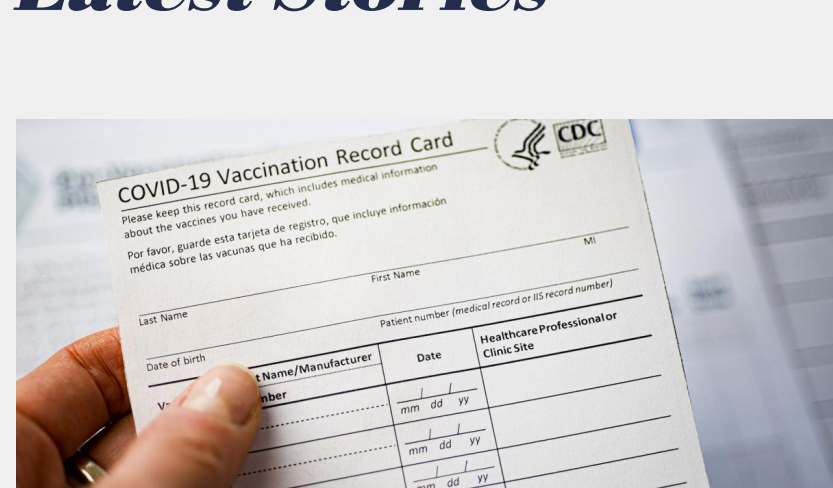 Latest Stories
COVID-19 Vaccination Record Card
CDC
Please keep this record card, which includes medical information
about the vaccines you have received.
Por favor, guarde esta tarjeta de registro, que incluye información
médica sobre las vacunas que ha recibido.
Last Name
First Name
MI
Date of birth
Patient number (medical record or IIS record number)
t Name/Manufacturer
mber
Date
Healthcare Professional or
Clinic Site
mm dd yy
mm dd yy
mm dd yy